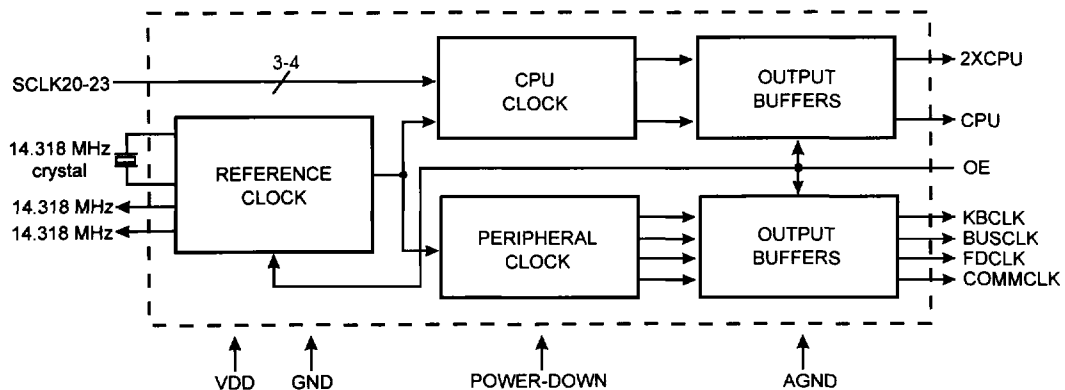 3-4
SCLK20-23
CPU
CLOCK
OUTPUT
BUFFERS
2XCPU
CPU
14.318 MHz
crystal
REFERENCE
CLOCK
OE
14.318 MHz
14.318 MHz
PERIPHERAL
CLOCK
OUTPUT
BUFFERS
KBCLK
BUSCLK
FDCLK
COMMCLK
VDD
GND
POWER-DOWN
AGND